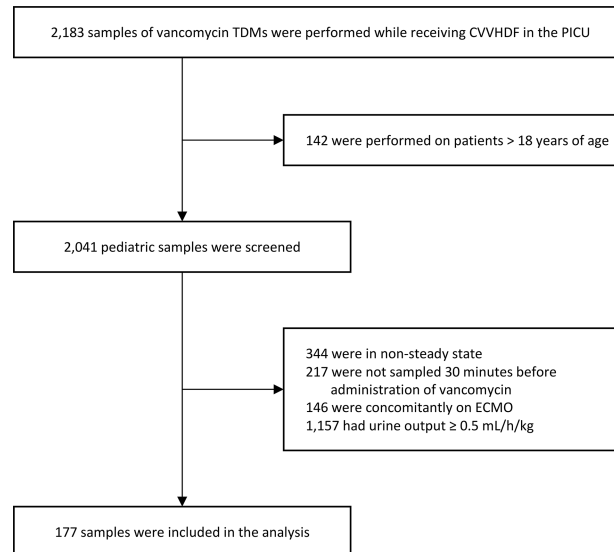 2,183 samples of vancomycin TDMs were performed while receiving CVVHDF in the PICU
142 were performed on patients > 18 years of age
2,041 pediatric samples were screened
344 were in non-steady state
217 were not sampled 30 minutes before
administration of vancomycin
146 were concomitantly on ECMO
1,157 had urine output ≥ 0.5 mL/h/kg
177 samples were included in the analysis